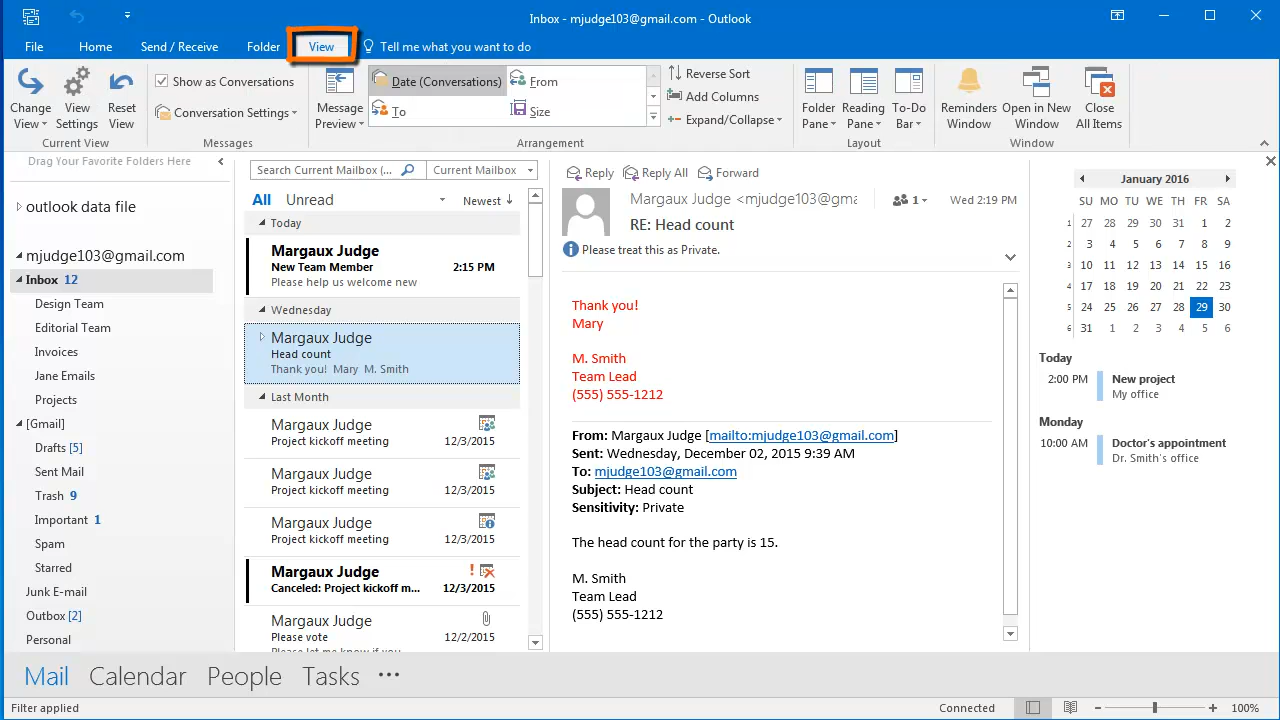 Inbox - mjudge103@gmail.com - Outlook
File Home Send / Receive Folder View Tell me what you want to do
Change View View Settings Reset View
Current View
Show as Conversations
Conversation Settings
Messages
Message Preview
Date (Conversations) From
To Size
Reverse Sort
Add Columns
Expand/Collapse
Arrangement
Folder Pane Reading Pane To-Do Bar
Layout
Reminders Window Open in New Window Close All Items
Window
Drag Your Favorite Folders Here
outlook data file
mjudge103@gmail.com
Inbox 12
Design Team
Editorial Team
Invoices
Jane Emails
Projects
[Gmail]
Drafts [5]
Sent Mail
Trash 9
Important 1
Spam
Starred
Junk E-mail
Outbox [2]
Personal
Search Current Mailbox (... Current Mailbox
All Unread Newest
Today
Margaux Judge
New Team Member 2:15 PM
Please help us welcome new
Wednesday
Margaux Judge
Head count
Thank you! Mary M. Smith
Last Month
Margaux Judge
Project kickoff meeting 12/3/2015
Margaux Judge
Project kickoff meeting 12/3/2015
Margaux Judge
Project kickoff meeting 12/3/2015
Margaux Judge
Canceled: Project kickoff m... 12/3/2015
Margaux Judge
Please vote 12/2/2015
Please let me know if you
Reply Reply All Forward
Margaux Judge <mjudge103@gma 1 Wed 2:19 PM
RE: Head count
Please treat this as Private.
Thank you!
Mary
M. Smith
Team Lead
(555) 555-1212
From: Margaux Judge [mailto:mjudge103@gmail.com]
Sent: Wednesday, December 02, 2015 9:39 AM
To: mjudge103@gmail.com
Subject: Head count
Sensitivity: Private
The head count for the party is 15.
M. Smith
Team Lead
(555) 555-1212
January 2016
SU MO TU WE TH FR SA
1 27 28 29 30 31 1 2
2 3 4 5 6 7 8 9
3 10 11 12 13 14 15 16
4 17 18 19 20 21 22 23
5 24 25 26 27 28 29 30
6 31 1 2 3 4 5 6
Today
2:00 PM New project
My office
Monday
10:00 AM Doctor's appointment
Dr. Smith's office
Mail Calendar People Tasks •••
Filter applied Connected 100%